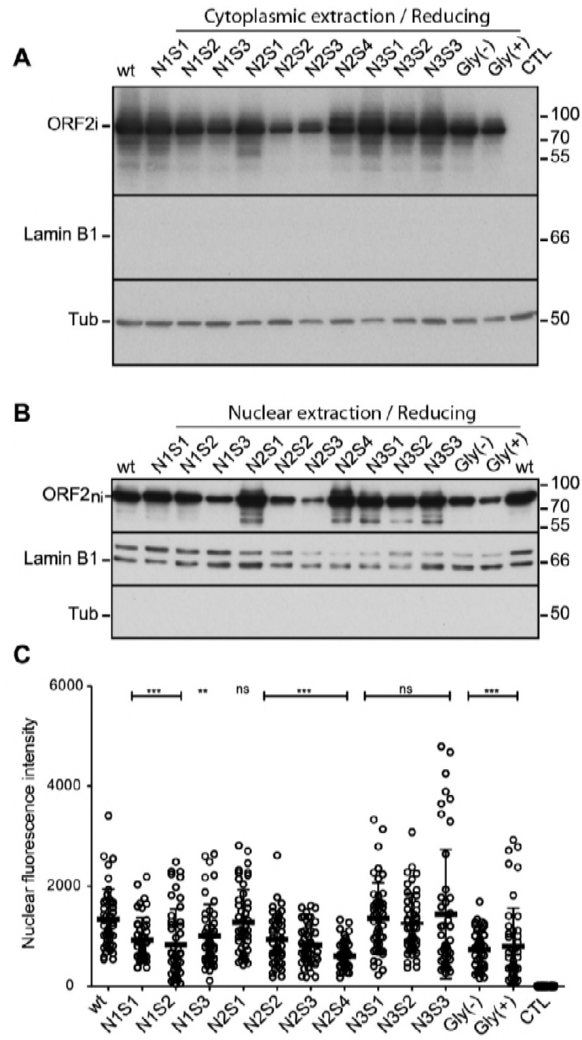 Cytoplasmic extraction / Reducing
A
wt N1S1 N1S2 N1S3 N2S1 N2S2 N2S3 N2S4 N3S1 N3S2 N3S3 Gly(-) Gly(+) CTL
ORF2i
100
70
55
Lamin B1
66
Tub
50
B
Nuclear extraction / Reducing
wt N1S1 N1S2 N1S3 N2S1 N2S2 N2S3 N2S4 N3S1 N3S2 N3S3 Gly(-) Gly(+) wt
ORF2ni
100
70
55
Lamin B1
66
Tub
50
C
Nuclear fluorescence intensity
6000
4000
2000
0
*** ** ns *** ns ***
wt N1S1 N1S2 N1S3 N2S1 N2S2 N2S3 N2S4 N3S1 N3S2 N3S3 Gly(-) Gly(+) CTL